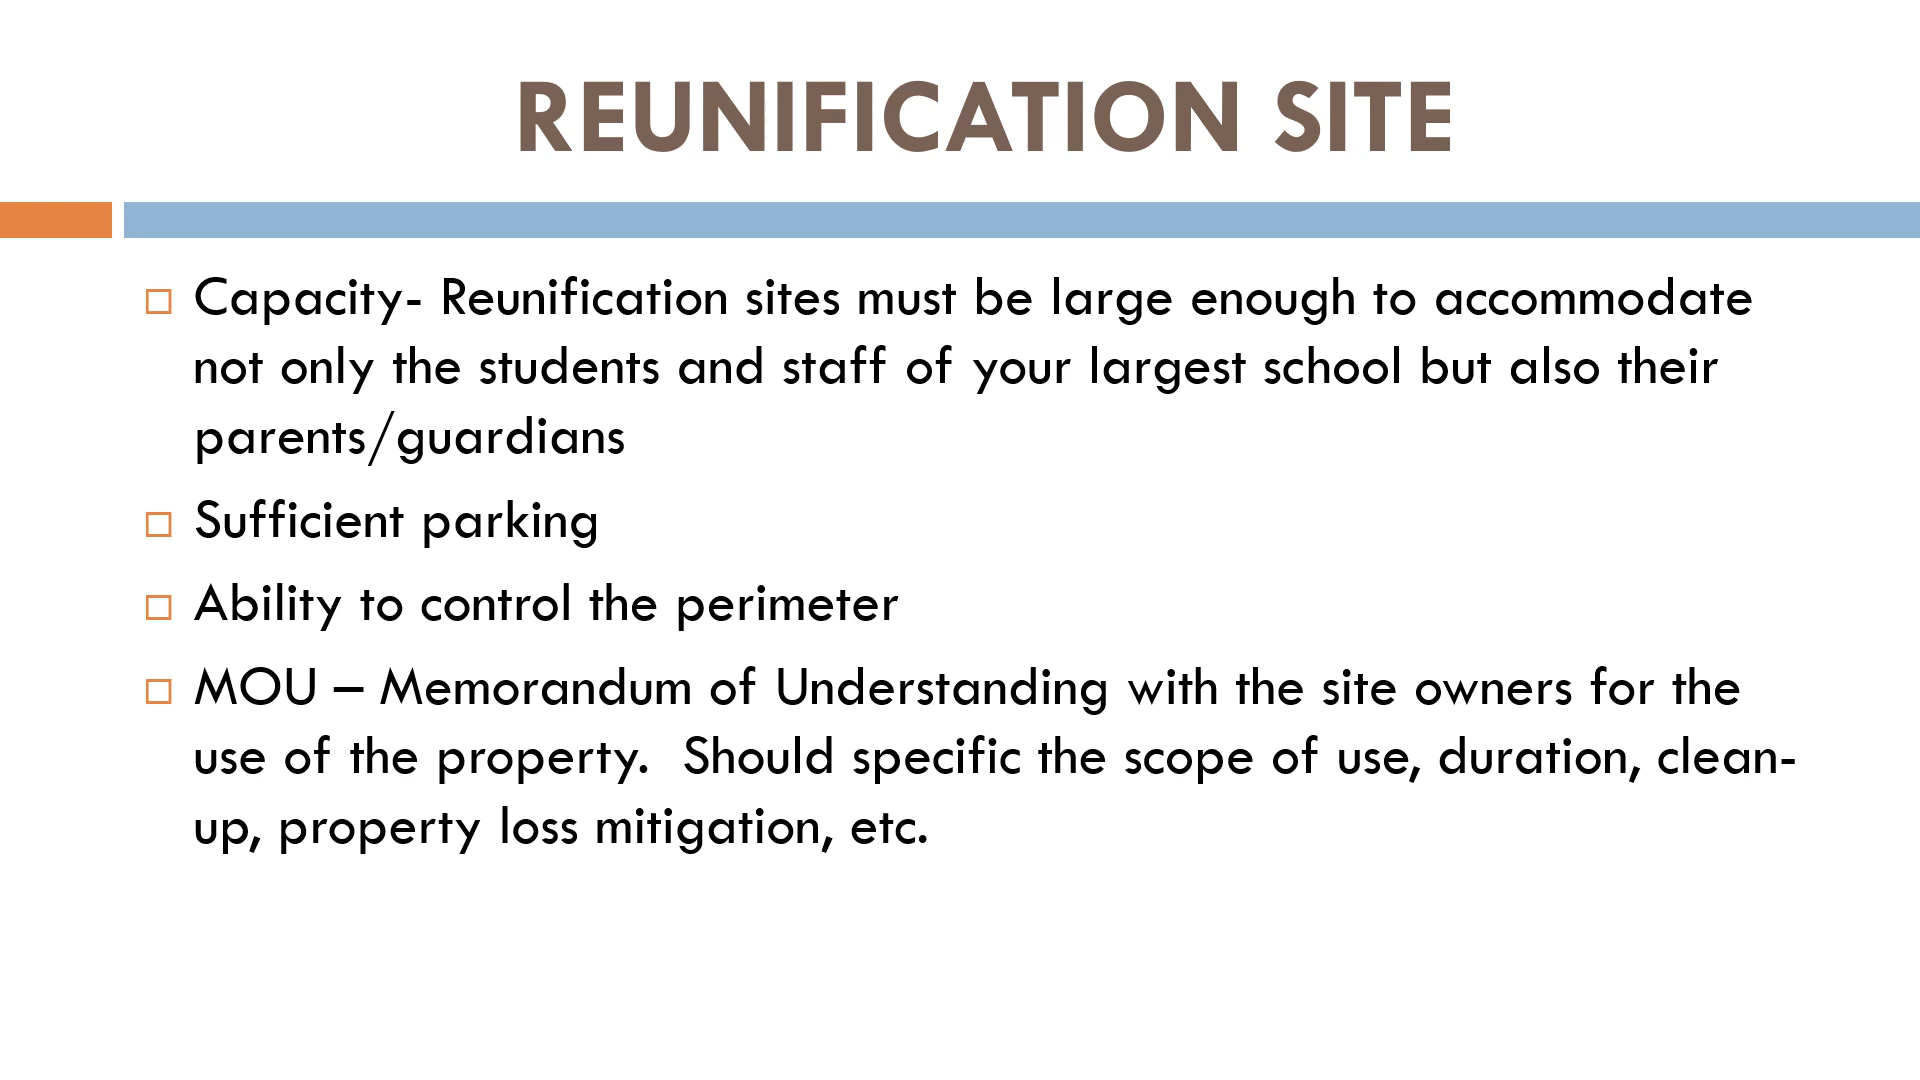 REUNIFICATION SITE
Capacity- Reunification sites must be large enough to accommodate
not only the students and staff of your largest school but also their
parents/guardians
Sufficient parking
Ability to control the perimeter
MOU – Memorandum of Understanding with the site owners for the
use of the property.  Should specific the scope of use, duration, clean-
up, property loss mitigation, etc.